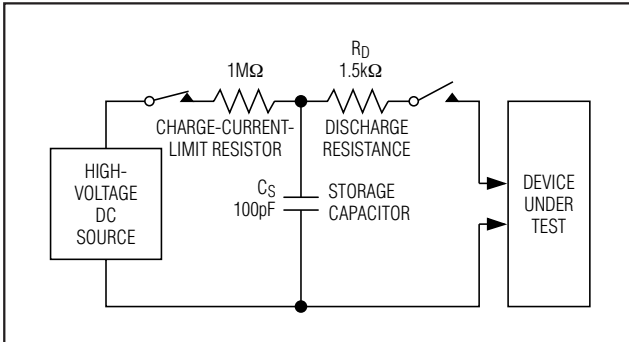 R_D
1MΩ
1.5kΩ
CHARGE-CURRENT-
LIMIT RESISTOR
DISCHARGE
RESISTANCE
HIGH-
VOLTAGE
DC
SOURCE
C_S
100pF
STORAGE
CAPACITOR
DEVICE
UNDER
TEST